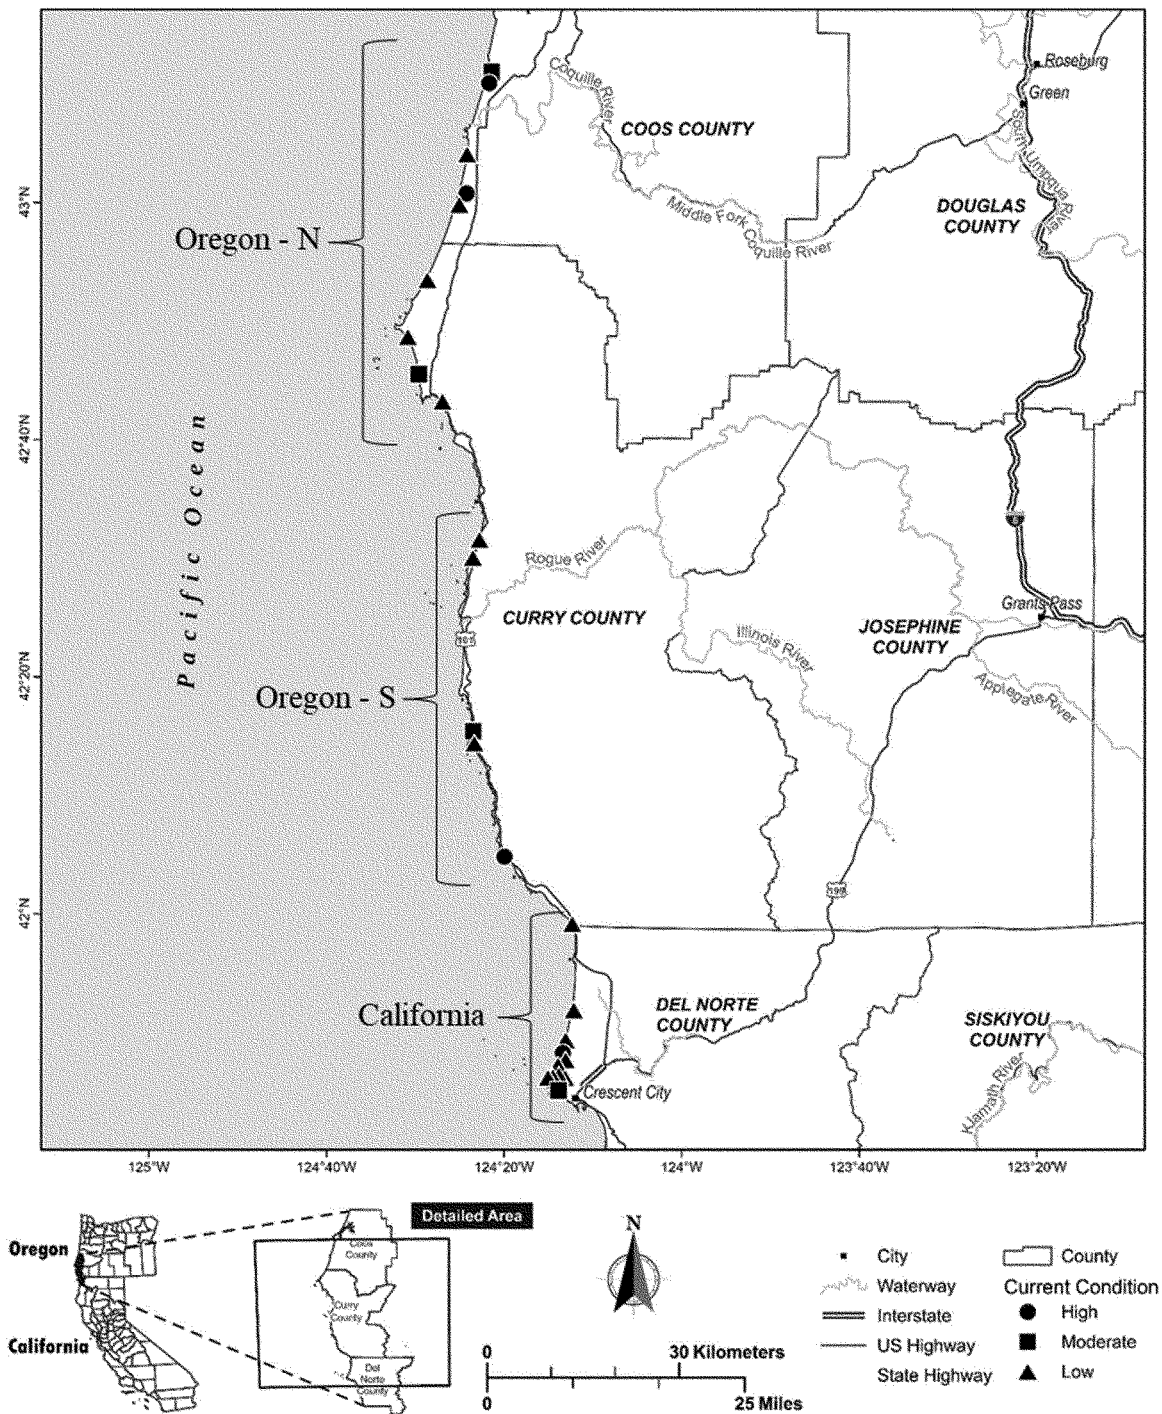 Roseburg
Green
Coquille River
COOS COUNTY
South Umpqua River
43°N
DOUGLAS
COUNTY
Middle Fork
Coquille River
Oregon - N
Pacific Ocean
42°40'N
Rogue River
Grants Pass
CURRY COUNTY
JOSEPHINE
COUNTY
101
Illinois River
42°20'N
Applegate River
Oregon - S
199
42°N
California
DEL NORTE
COUNTY
SISKIYOU
COUNTY
Klamath River
Crescent City
125°W
124°40'W
124°20'W
124°W
123°40'W
123°20'W
Detailed Area
Oregon
California
Coos
County
Curry
County
Del
Norte
County
N
0 30 Kilometers
0 25 Miles
City
Waterway
Interstate
US Highway
State Highway
County
Current Condition
High
Moderate
Low